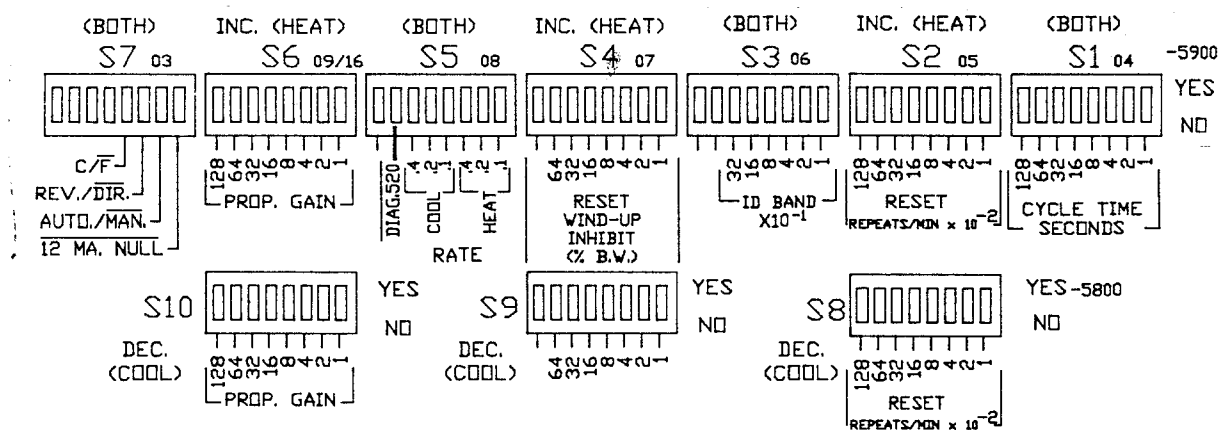 (BOTH) INC. (HEAT) (BOTH) INC. (HEAT) (BOTH) INC. (HEAT) (BOTH)
S7 03 S6 09/16 S5 08 S4 07 S3 06 S2 05 S1 04 -5900
YES
NO
C/F
REV./DIR.
AUTO./MAN.
12 MA. NULL
128 64 32 16 8 4 2 1
PROP. GAIN
DIAG.520
.4 .2 .1 .4 .2 .1
COOL HEAT
RATE
64 32 16 8 4 2 1
RESET
WIND-UP
INHIBIT
(% B.W.)
32 16 8 4 2 1
ID BAND
X10⁻¹
128 64 32 16 8 4 2 1
RESET
REPEATS/MIN x 10⁻²
128 64 32 16 8 4 2 1
CYCLE TIME
SECONDS
S10
YES
NO
DEC.
(COOL)
128 64 32 16 8 4 2 1
PROP. GAIN
S9
YES
NO
DEC.
(COOL)
64 32 16 8 4 2 1
S8
YES -5800
NO
DEC.
(COOL)
128 64 32 16 8 4 2 1
RESET
REPEATS/MIN x 10⁻²